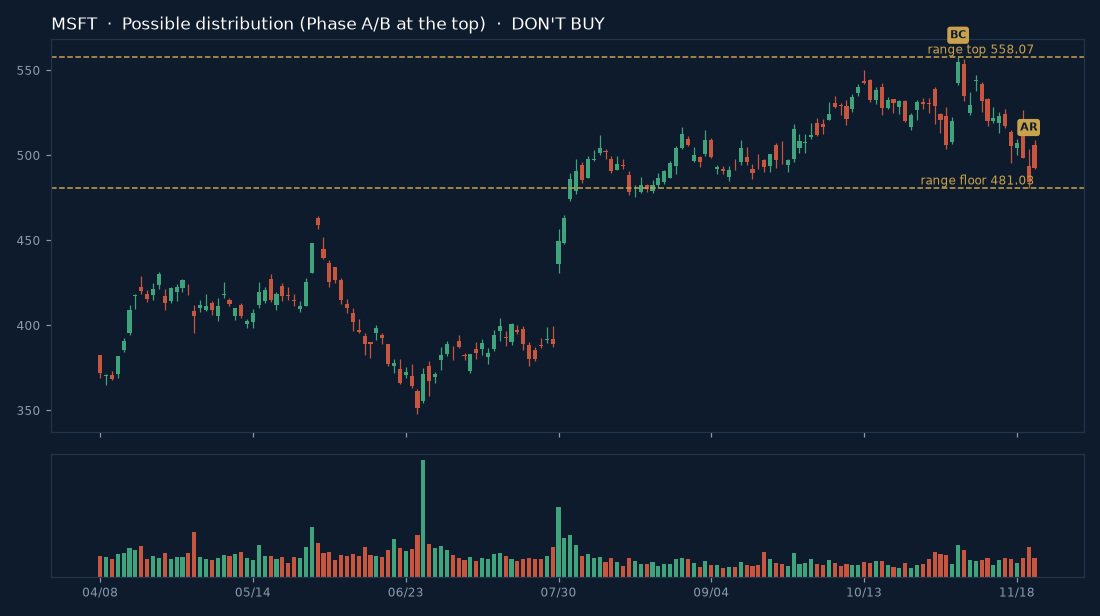 MSFT · Possible distribution (Phase A/B at the top) · DON'T BUY
BC
range top 558.07
550
AR
500
range floor 481.03
450
400
350
04/08 05/14 06/23 07/30 09/04 10/13 11/18